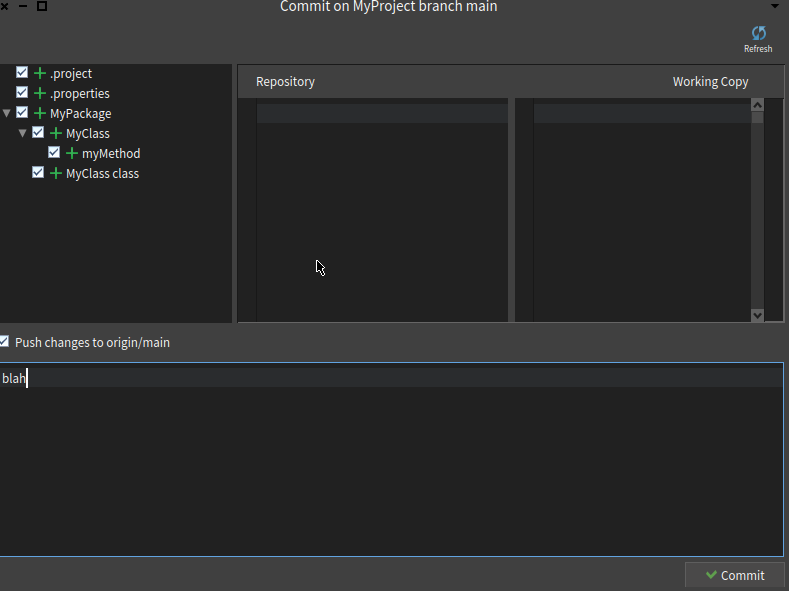 Commit on MyProject branch main
Refresh
.project
.properties
MyPackage
MyClass
myMethod
MyClass class
Repository
Working Copy
Push changes to origin/main
blah
Commit